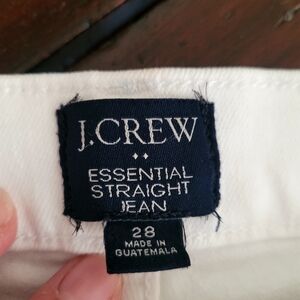 J.CREW
ESSENTIAL
STRAIGHT
JEAN
28
MADE IN
GUATEMALA